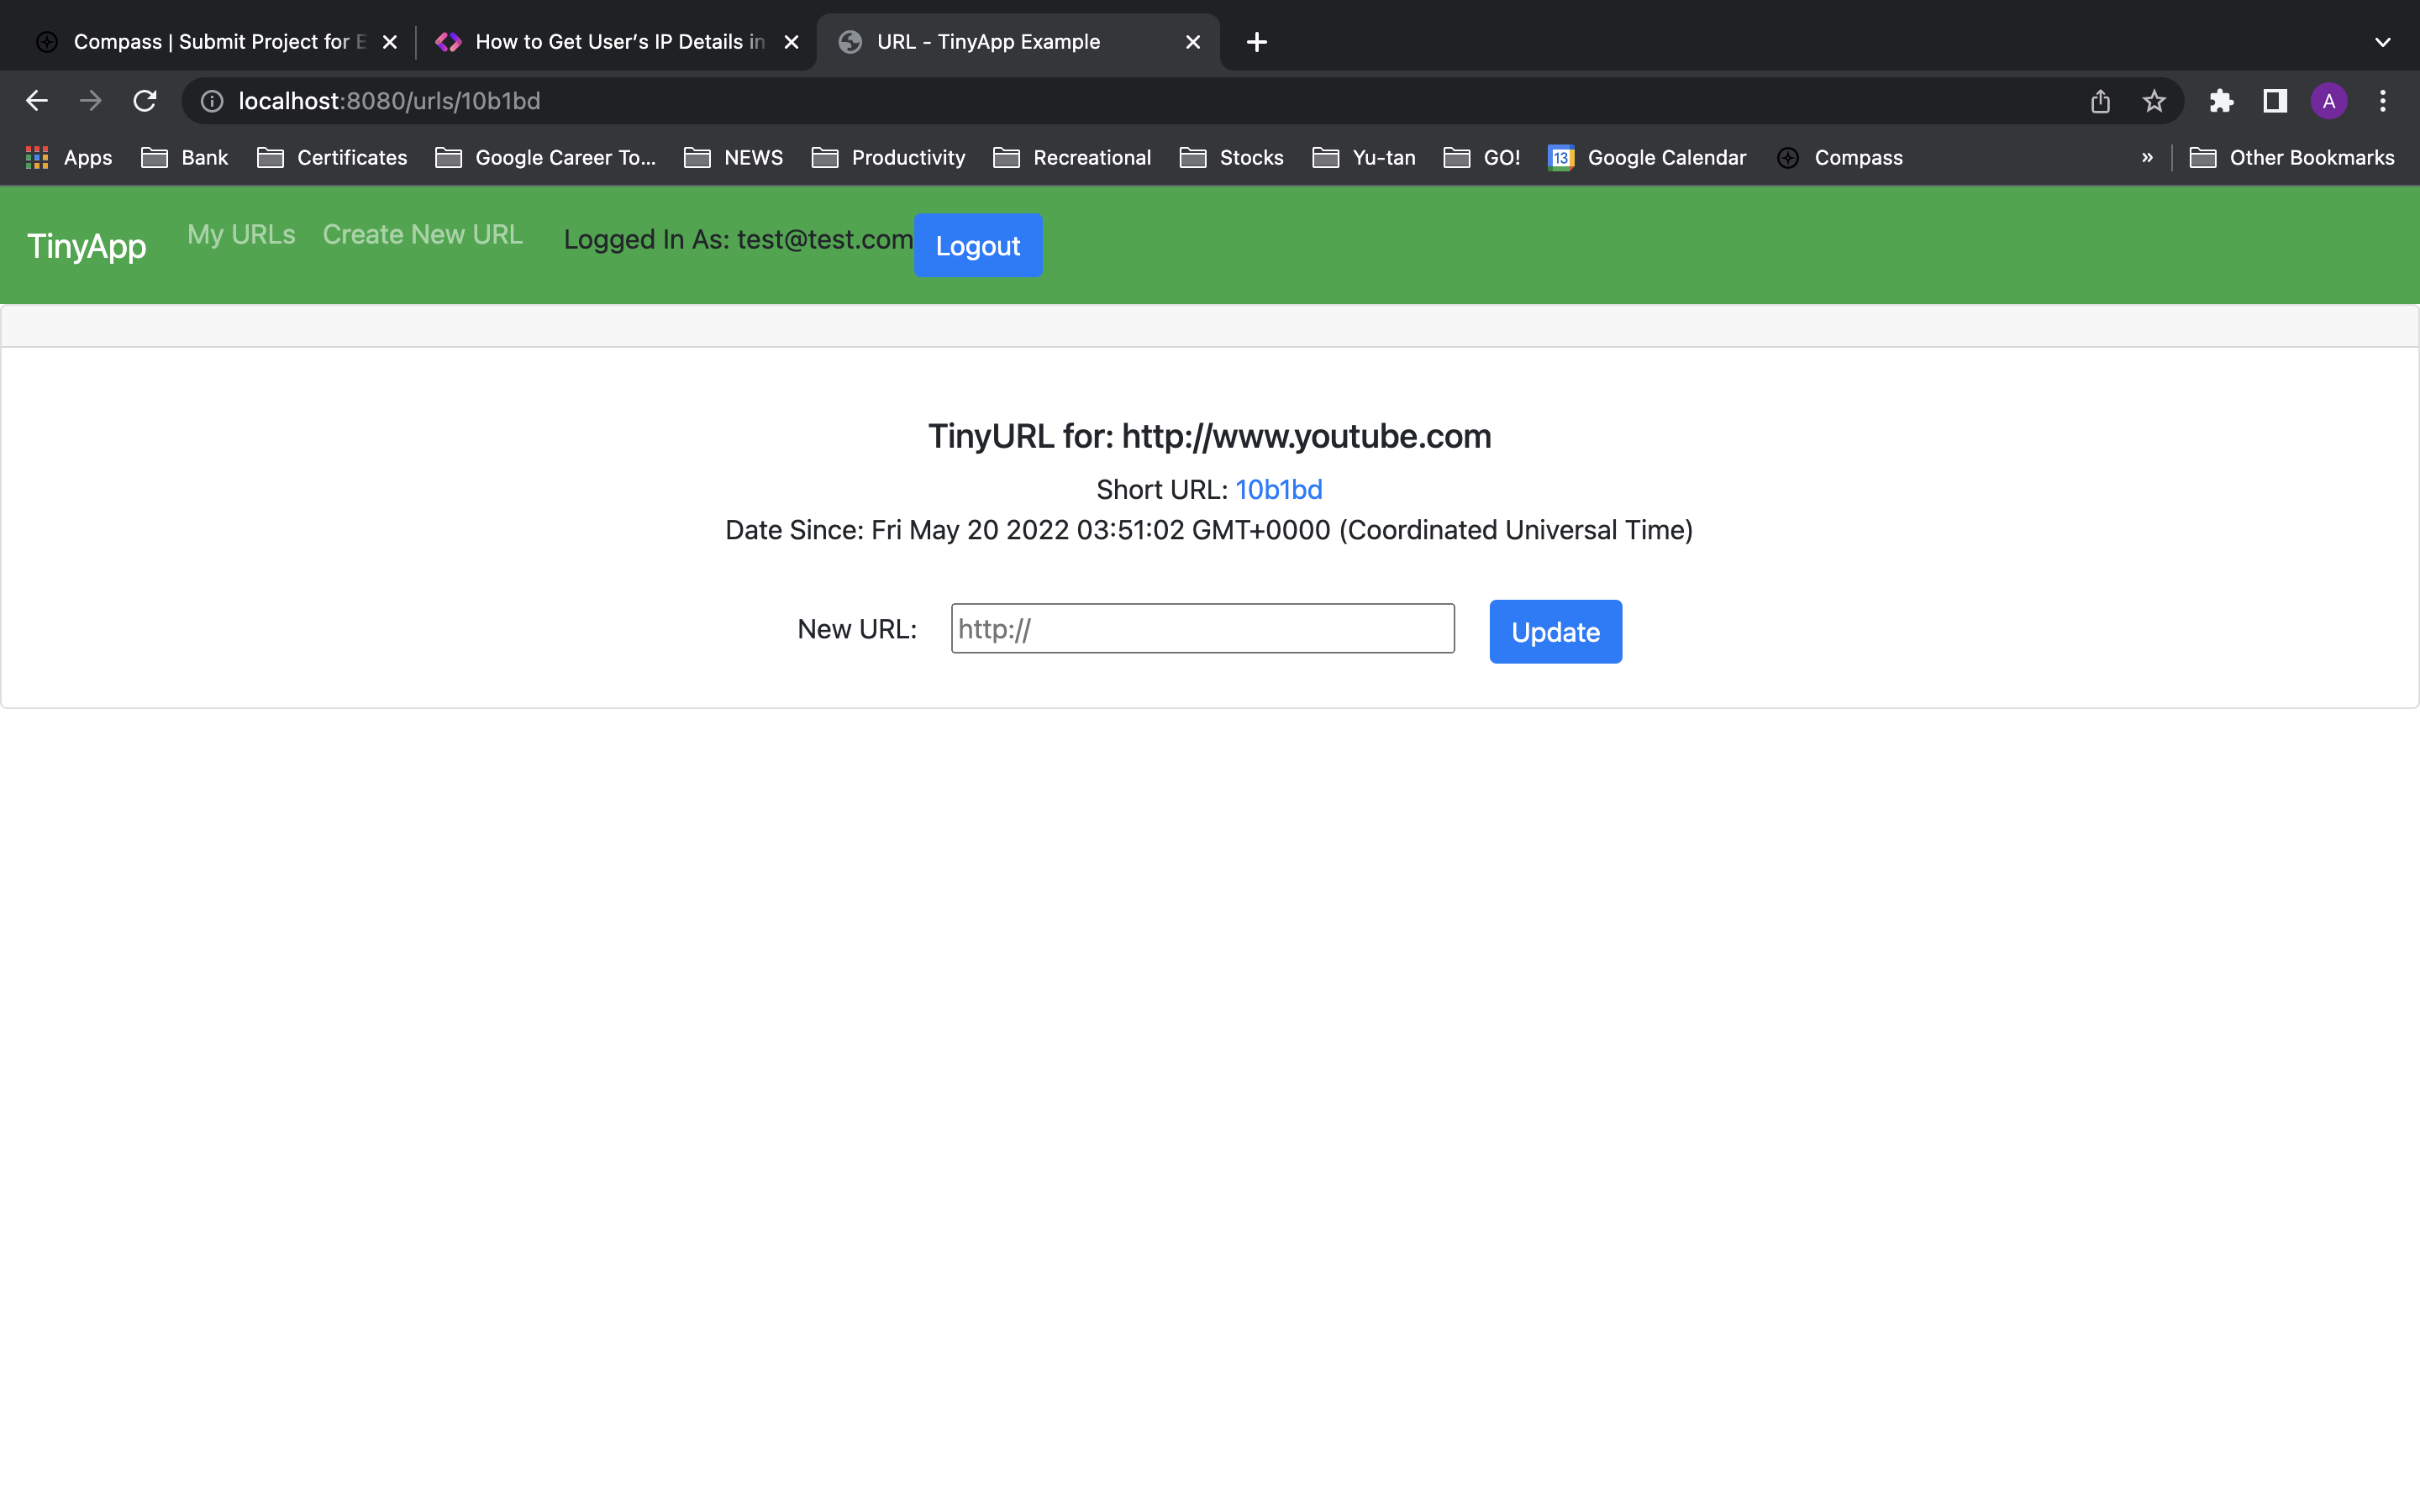 Compass | Submit Project for E
How to Get User's IP Details in
URL - TinyApp Example
localhost:8080/urls/10b1bd
A
Apps Bank Certificates Google Career To... NEWS Productivity Recreational Stocks Yu-tan GO! 13 Google Calendar Compass » Other Bookmarks
TinyApp My URLs Create New URL Logged In As: test@test.com Logout
TinyURL for: http://www.youtube.com
Short URL: 10b1bd
Date Since: Fri May 20 2022 03:51:02 GMT+0000 (Coordinated Universal Time)
New URL: http:// Update